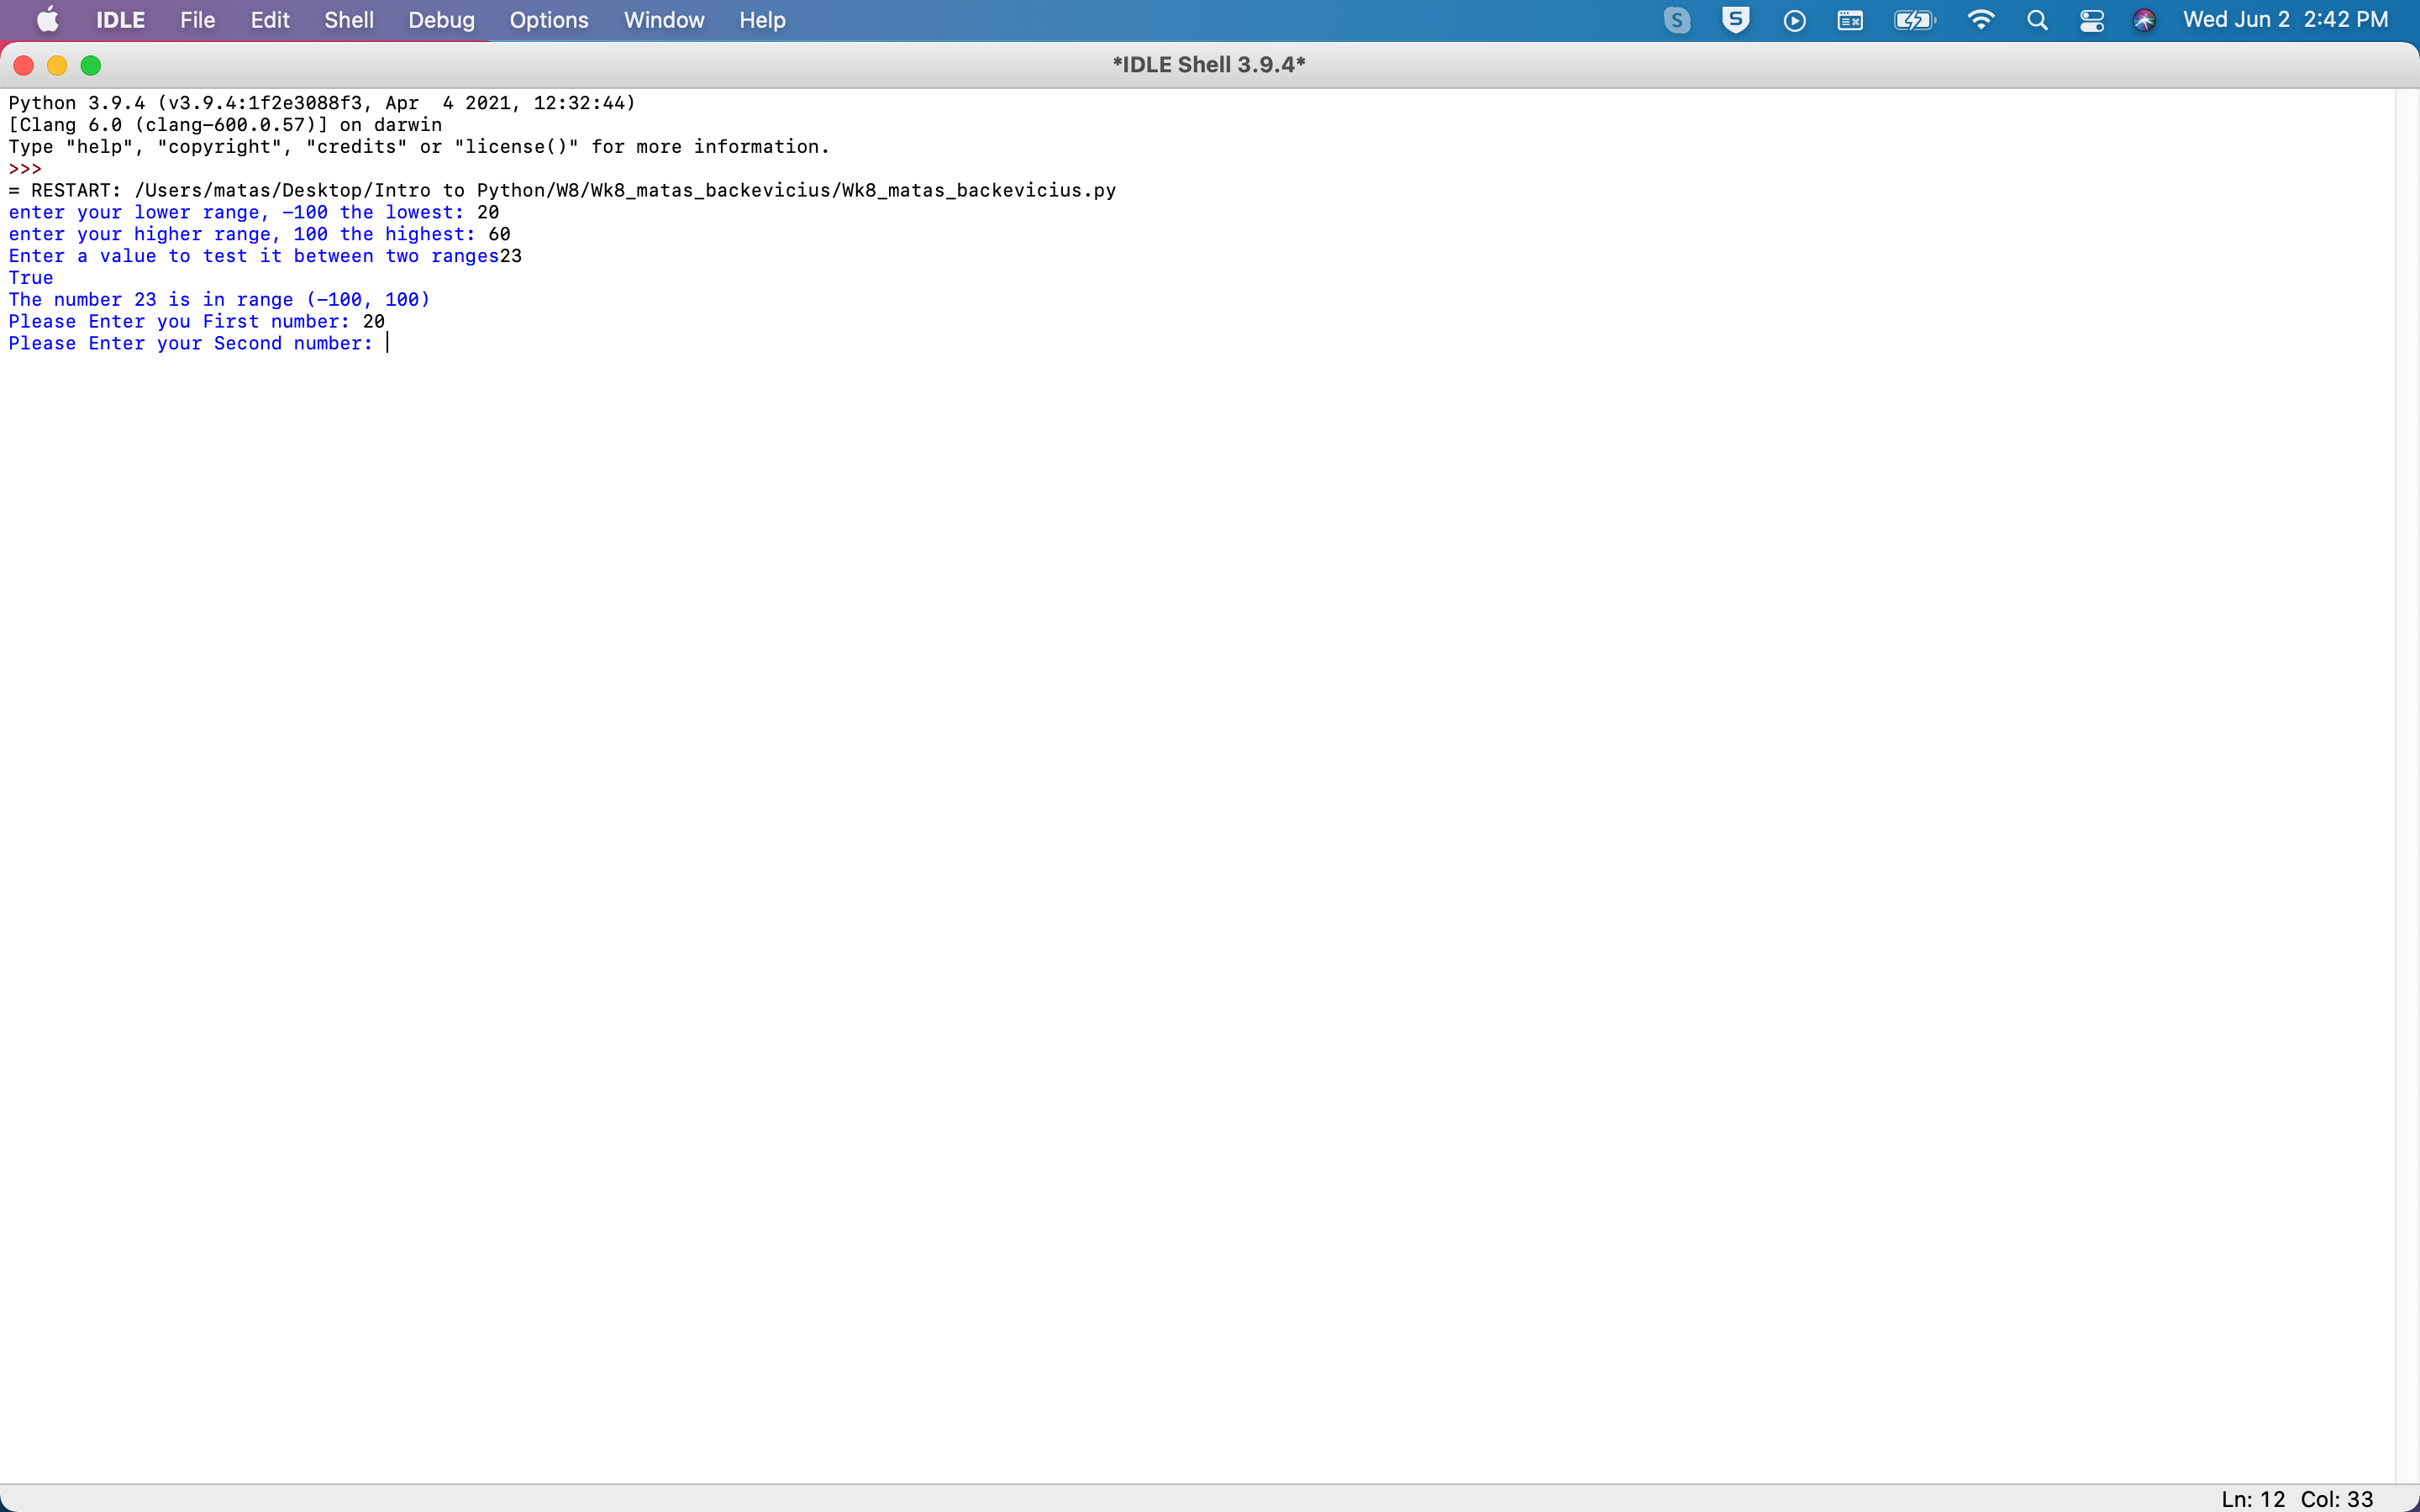 IDLE File Edit Shell Debug Options Window Help S S Wed Jun 2 2:42 PM
*IDLE Shell 3.9.4*
Python 3.9.4 (v3.9.4:1f2e3088f3, Apr  4 2021, 12:32:44)
[Clang 6.0 (clang-600.0.57)] on darwin
Type "help", "copyright", "credits" or "license()" for more information.
>>>
= RESTART: /Users/matas/Desktop/Intro to Python/W8/Wk8_matas_backevicius/Wk8_matas_backevicius.py
enter your lower range, -100 the lowest: 20
enter your higher range, 100 the highest: 60
Enter a value to test it between two ranges23
True
The number 23 is in range (-100, 100)
Please Enter you First number: 20
Please Enter your Second number:
Ln: 12 Col: 33